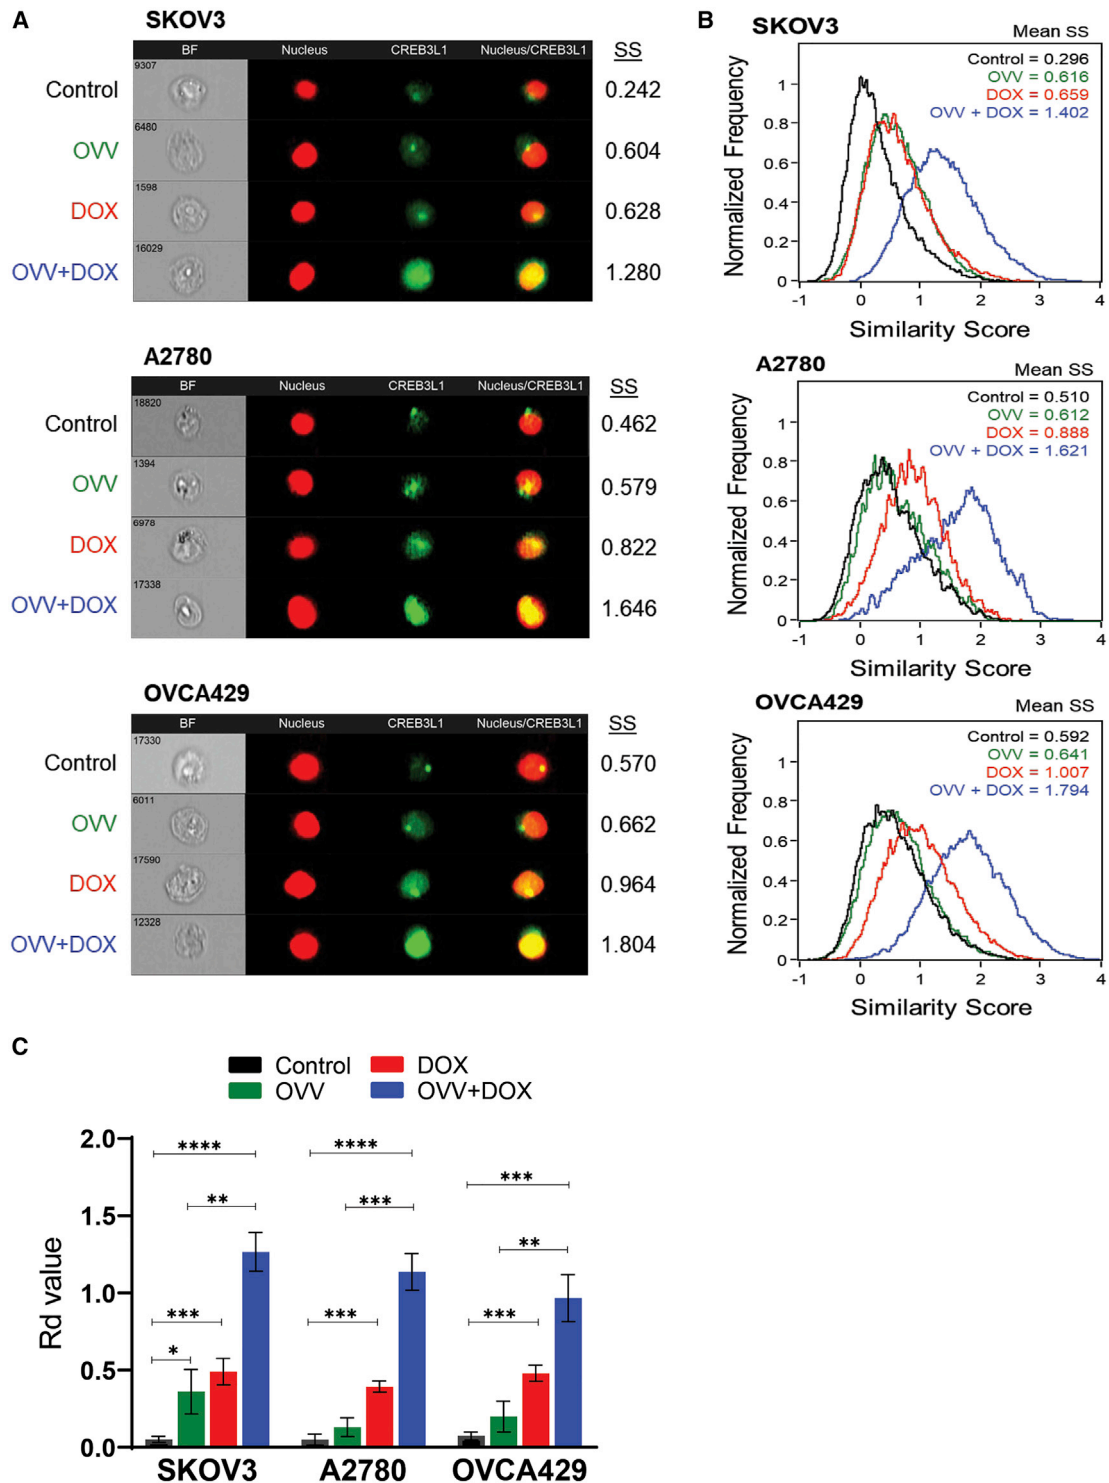 A
SKOV3
BF Nucleus CREB3L1 Nucleus/CREB3L1 SS
Control 9307 0.242
OVV 6480 0.604
DOX 1598 0.628
OVV+DOX 16029 1.280
A2780
BF Nucleus CREB3L1 Nucleus/CREB3L1 SS
Control 18820 0.462
OVV 1394 0.579
DOX 6978 0.822
OVV+DOX 17338 1.646
OVCA429
BF Nucleus CREB3L1 Nucleus/CREB3L1 SS
Control 17330 0.570
OVV 6011 0.662
DOX 17590 0.964
OVV+DOX 12328 1.804
B
SKOV3
Mean SS
Control = 0.296
OVV = 0.616
DOX = 0.659
OVV + DOX = 1.402
Normalized Frequency
1
0.8
0.6
0.4
0.2
0
-1 0 1 2 3 4
Similarity Score
A2780
Mean SS
Control = 0.510
OVV = 0.612
DOX = 0.888
OVV + DOX = 1.621
Normalized Frequency
1
0.8
0.6
0.4
0.2
0
-1 0 1 2 3 4
Similarity Score
OVCA429
Mean SS
Control = 0.592
OVV = 0.641
DOX = 1.007
OVV + DOX = 1.794
Normalized Frequency
1
0.8
0.6
0.4
0.2
0
-1 0 1 2 3 4
Similarity Score
C
Control DOX
OVV OVV+DOX
Rd value
2.0
1.5
1.0
0.5
0.0
**** **** ***
** *** **
*** *** ***
*
SKOV3 A2780 OVCA429